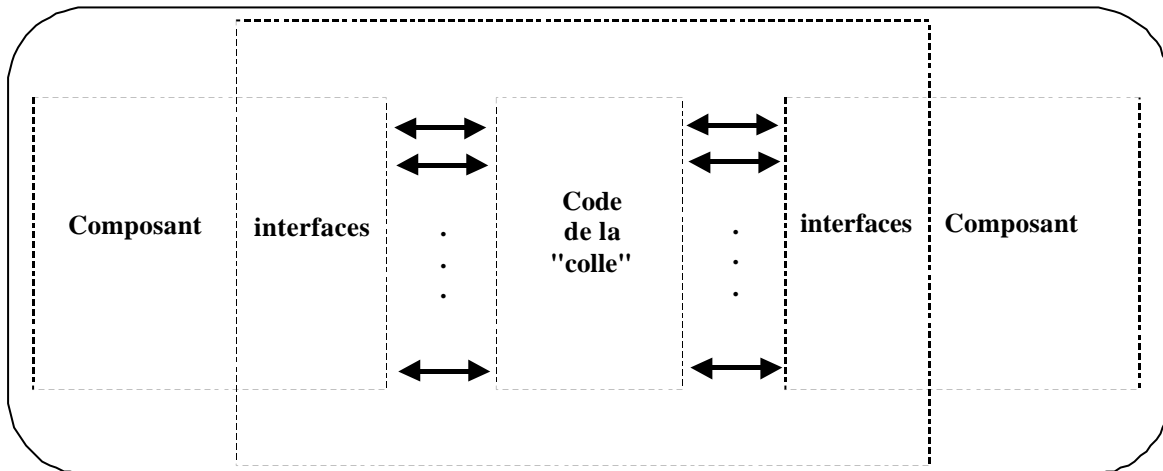 Composant
interfaces
Code
de la
"colle"
interfaces
Composant